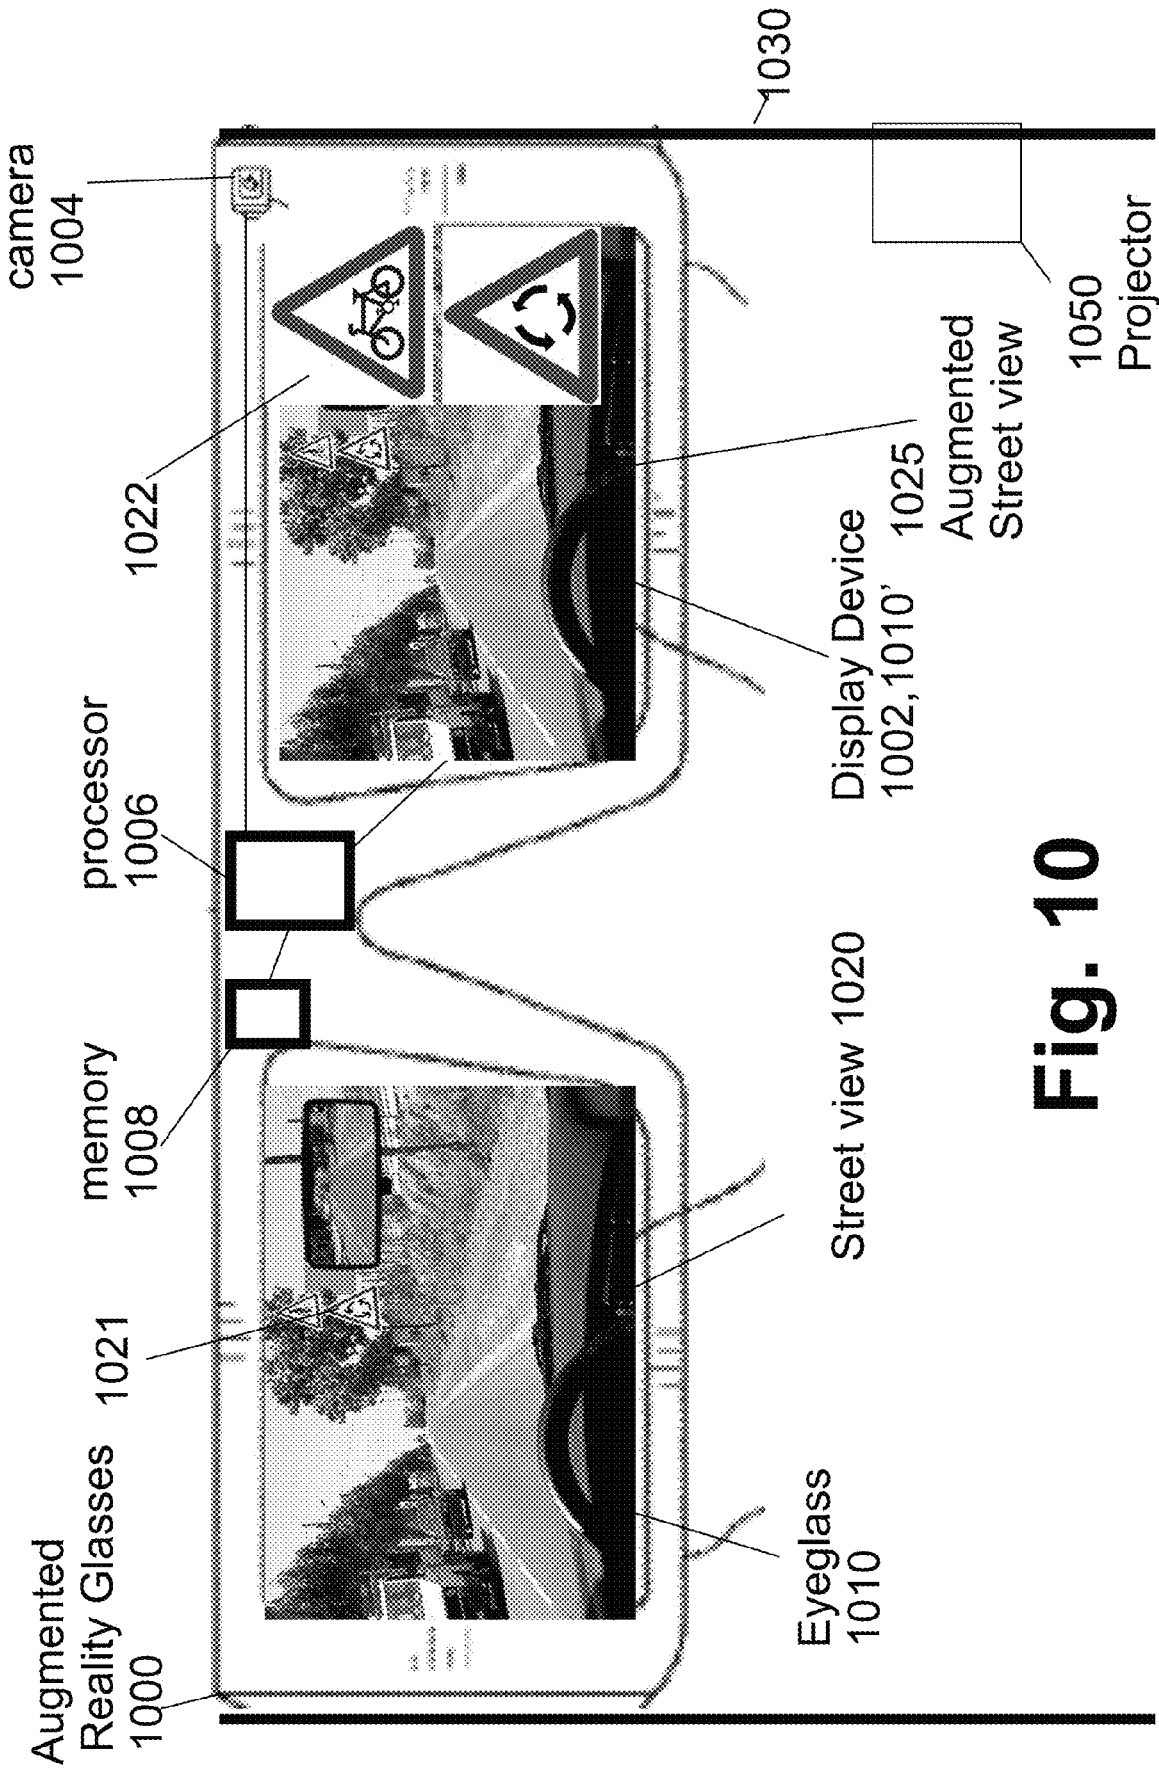 Augmented
Reality Glasses
1000
1021
memory
1008
processor
1006
1022
camera
1004
Eyeglass
1010
Street view 1020
Display Device
1002,1010’
1025
Augmented
Street view
1030
1050
Projector
Fig. 10